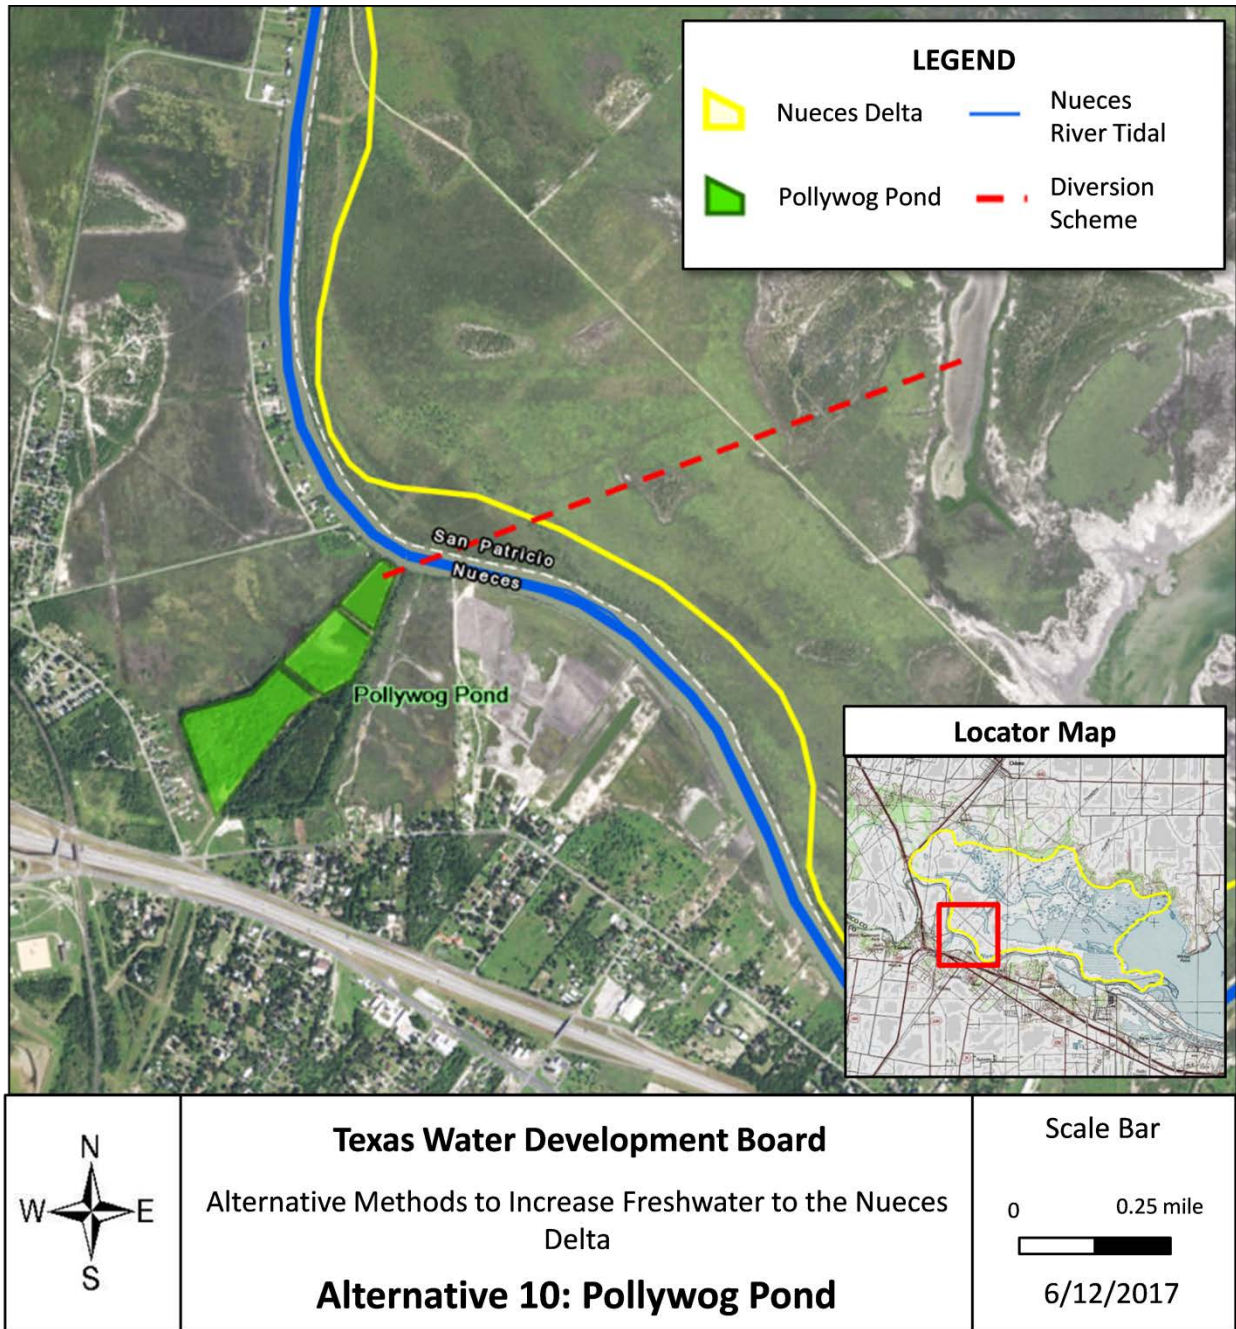 LEGEND
Nueces Delta
Nueces
River Tidal
Pollywog Pond
Diversion
Scheme
San Patricio
Nueces
Pollywog Pond
Locator Map
N
W E
S
Texas Water Development Board
Alternative Methods to Increase Freshwater to the Nueces
Delta
Alternative 10: Pollywog Pond
Scale Bar
0 0.25 mile
6/12/2017